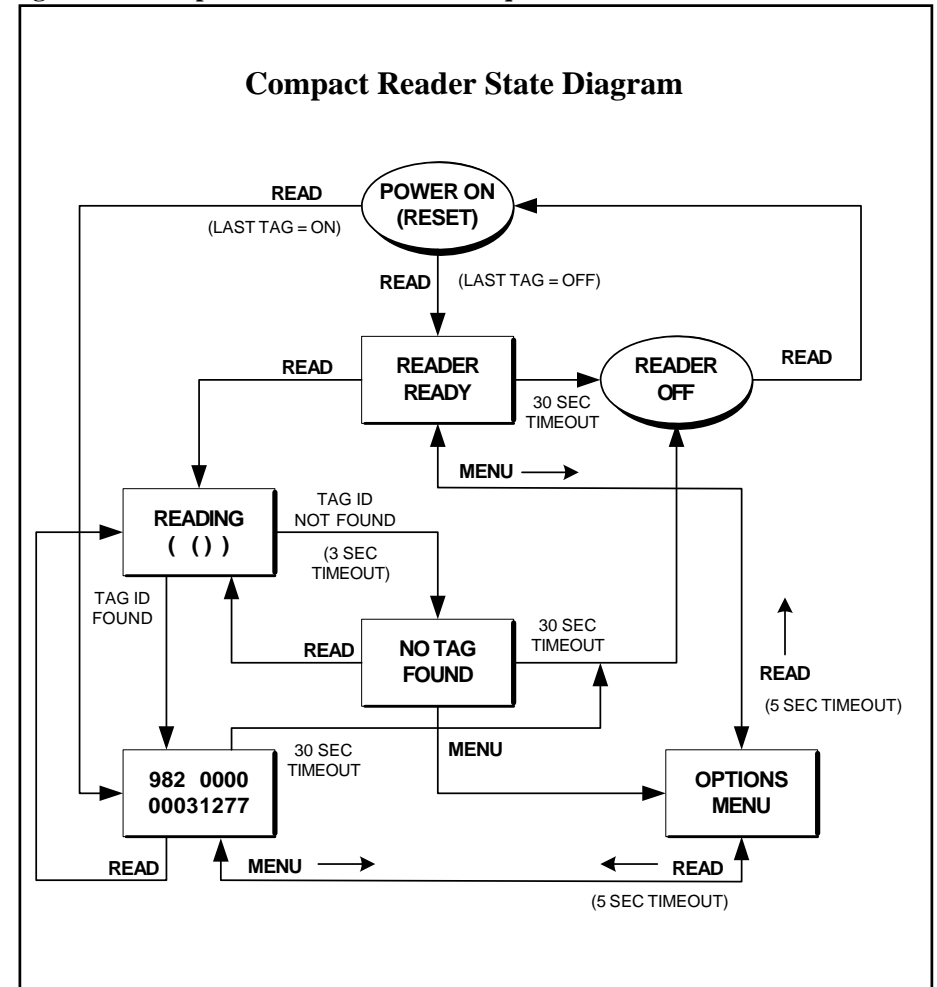 Compact Reader State Diagram
POWER ON
(RESET)
READ
(LAST TAG = ON)
READ
(LAST TAG = OFF)
READER
READY
READ
30 SEC
TIMEOUT
READER
OFF
READ
MENU
READING
( ( ) )
TAG ID
NOT FOUND
(3 SEC
TIMEOUT)
TAG ID
FOUND
READ
NO TAG
FOUND
30 SEC
TIMEOUT
READ
(5 SEC TIMEOUT)
MENU
30 SEC
TIMEOUT
982 0000
00031277
OPTIONS
MENU
READ
MENU
READ
(5 SEC TIMEOUT)